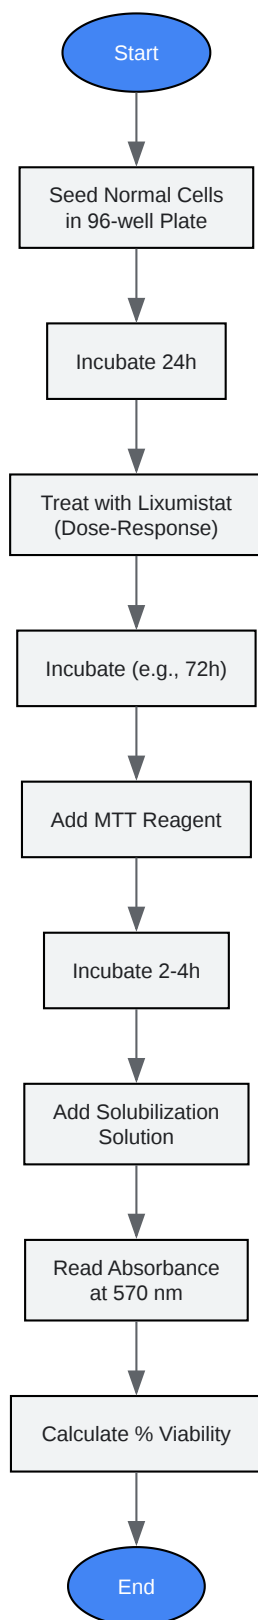 Start
Seed Normal Cells
in 96-well Plate
Incubate 24h
Treat with Lixumistat
(Dose-Response)
Incubate (e.g., 72h)
Add MTT Reagent
Incubate 2-4h
Add Solubilization
Solution
Read Absorbance
at 570 nm
Calculate % Viability
End